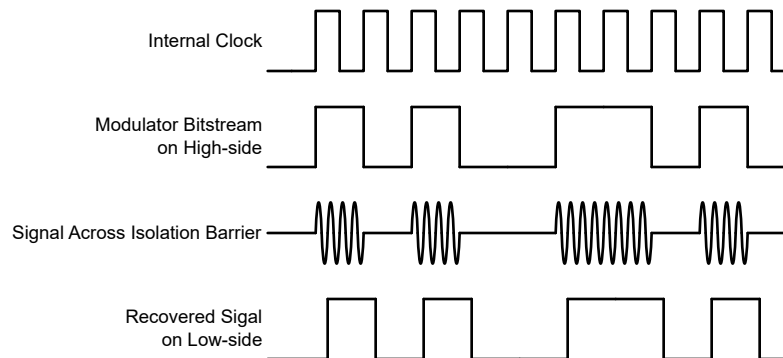 Internal Clock
Modulator Bitstream
on High-side
Signal Across Isolation Barrier
Recovered Sigal
on Low-side